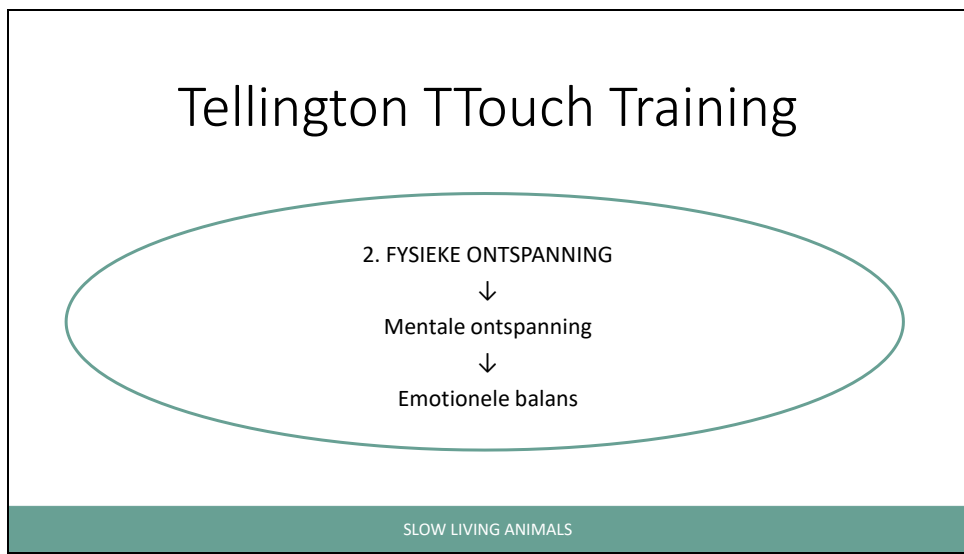 Tellington TTouch Training
2. FYSIEKE ONTSPANNING
↓
Mentale ontspanning
↓
Emotionele balans
SLOW LIVING ANIMALS